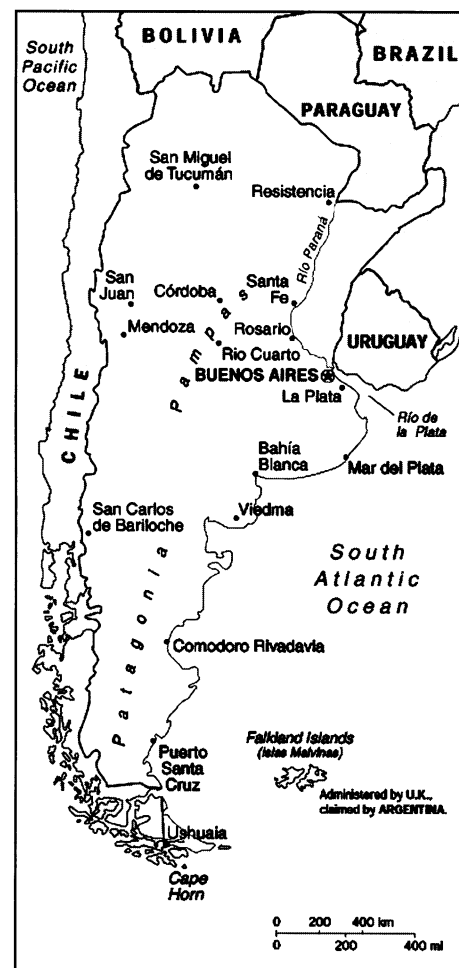 South
Pacific
Ocean
BOLIVIA
BRAZIL
PARAGUAY
San Miguel
de Tucumán
Resistencia
Río Paraná
San
Juan
Córdoba
Santa
Fe
Mendoza
Pampas
Rosario
Rio Cuarto
URUGUAY
BUENOS AIRES
La Plata
Río de
la Plata
CHILE
Bahía
Blanca
Mar del Plata
San Carlos
de Bariloche
Viedma
South
Atlantic
Ocean
Patagonia
Comodoro Rivadavia
Puerto
Santa
Cruz
Falkland Islands
(Islas Malvinas)
Administered by U.K.,
claimed by ARGENTINA.
Ushuaia
Cape
Horn
0 200 400 km
0 200 400 mi